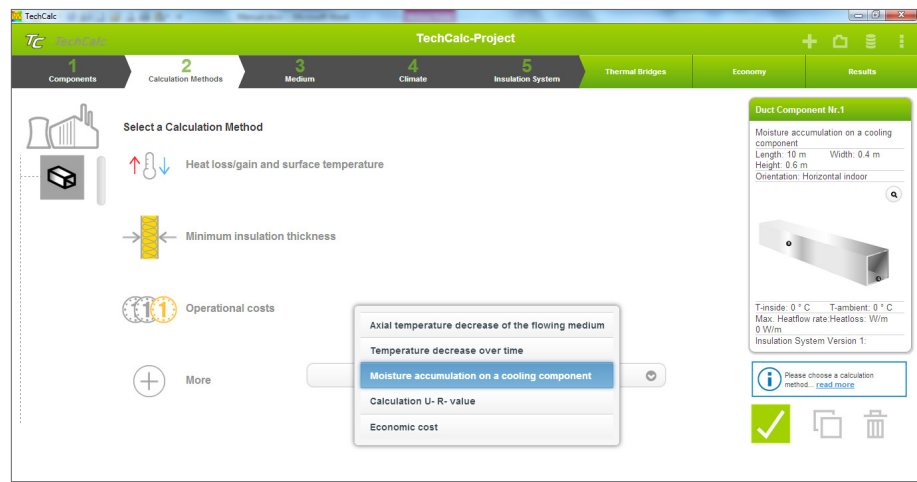 TechCalc
TC TechCalc
TechCalc-Project
1
Components
2
Calculation Methods
3
Medium
4
Climate
5
Insulation System
Thermal Bridges
Economy
Results
Select a Calculation Method
Heat loss/gain and surface temperature
Minimum insulation thickness
Operational costs
More
Axial temperature decrease of the flowing medium
Temperature decrease over time
Moisture accumulation on a cooling component
Calculation U- R- value
Economic cost
Duct Component Nr.1
Moisture accumulation on a cooling
component
Length: 10 m Width: 0.4 m
Height: 0.6 m
Orientation: Horizontal indoor
T-inside: 0 ° C T-ambient: 0 ° C
Max. Heatflow rate:Heatloss: W/m
0 W/m
Insulation System Version 1:
Please choose a calculation
method... read more